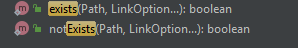 exists(Path, LinkOption...): boolean
notExists(Path, LinkOption...): boolean